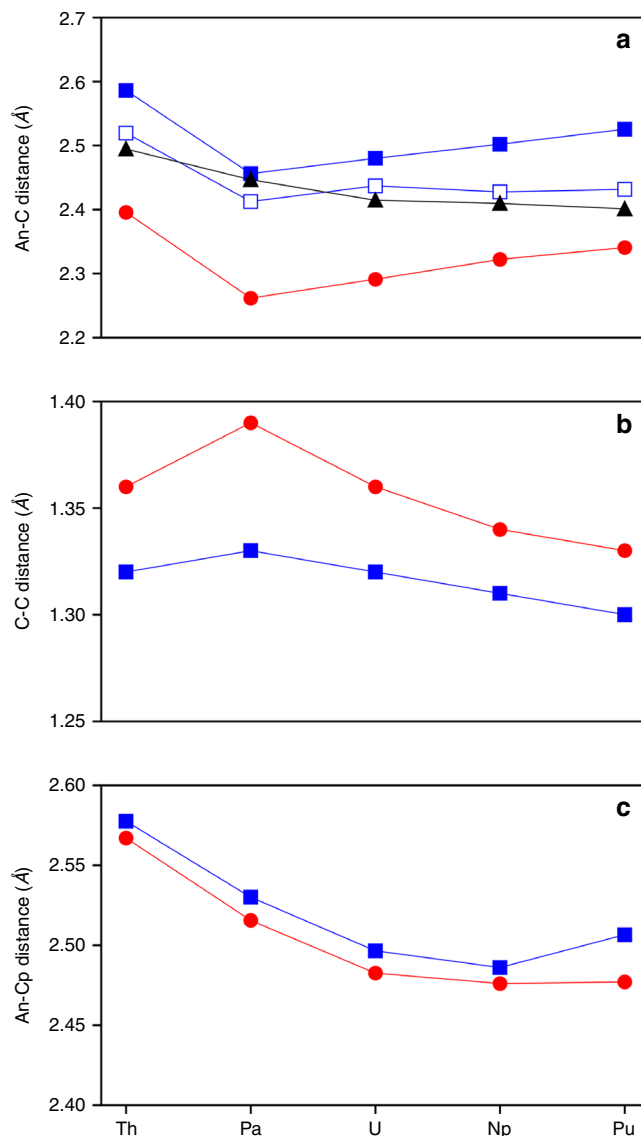 a
2.7
2.6
2.5
2.4
2.3
2.2
An-C distance (Å)
b
1.40
1.35
1.30
1.25
C-C distance (Å)
c
2.60
2.55
2.50
2.45
2.40
An-Cp distance (Å)
Th Pa U Np Pu